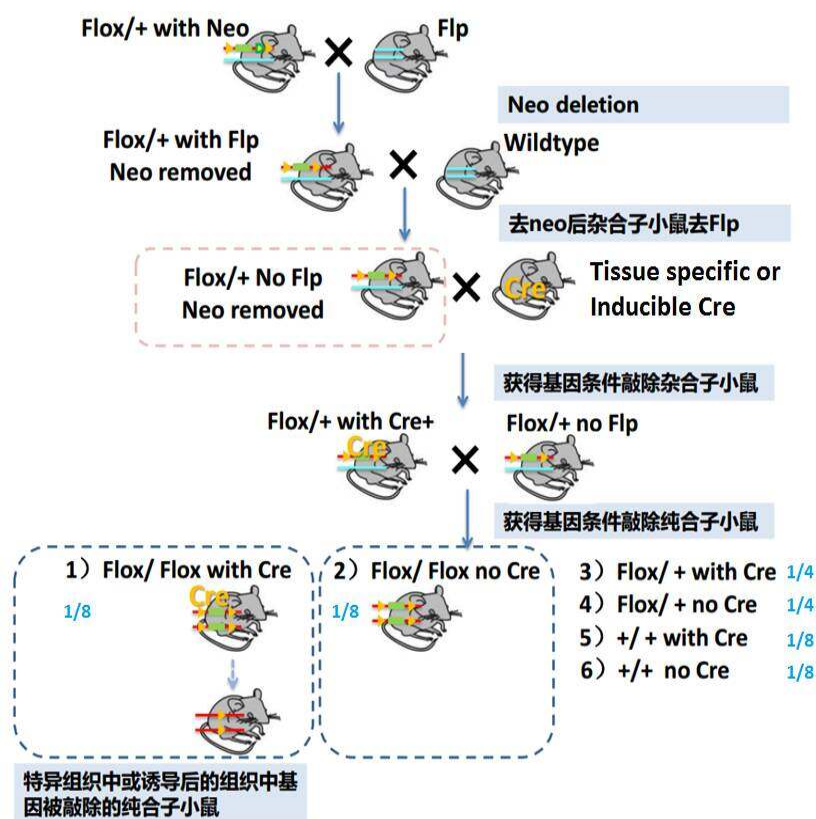 Flox/+ with Neo
Flp
Neo deletion
Flox/+ with Flp
Neo removed
Wildtype
去neo后杂合子小鼠去Flp
Flox/+ No Flp
Neo removed
Cre
Tissue specific or
Inducible Cre
获得基因条件敲除杂合子小鼠
Flox/+ with Cre+
Cre
Flox/+ no Flp
获得基因条件敲除纯合子小鼠
1）Flox/ Flox with Cre
Cre
1/8
2）Flox/ Flox no Cre
1/8
3）Flox/ + with Cre 1/4
4）Flox/ + no Cre 1/4
5）+/ + with Cre 1/8
6）+/+ no Cre 1/8
特异组织中或诱导后的组织中基
因被敲除的纯合子小鼠